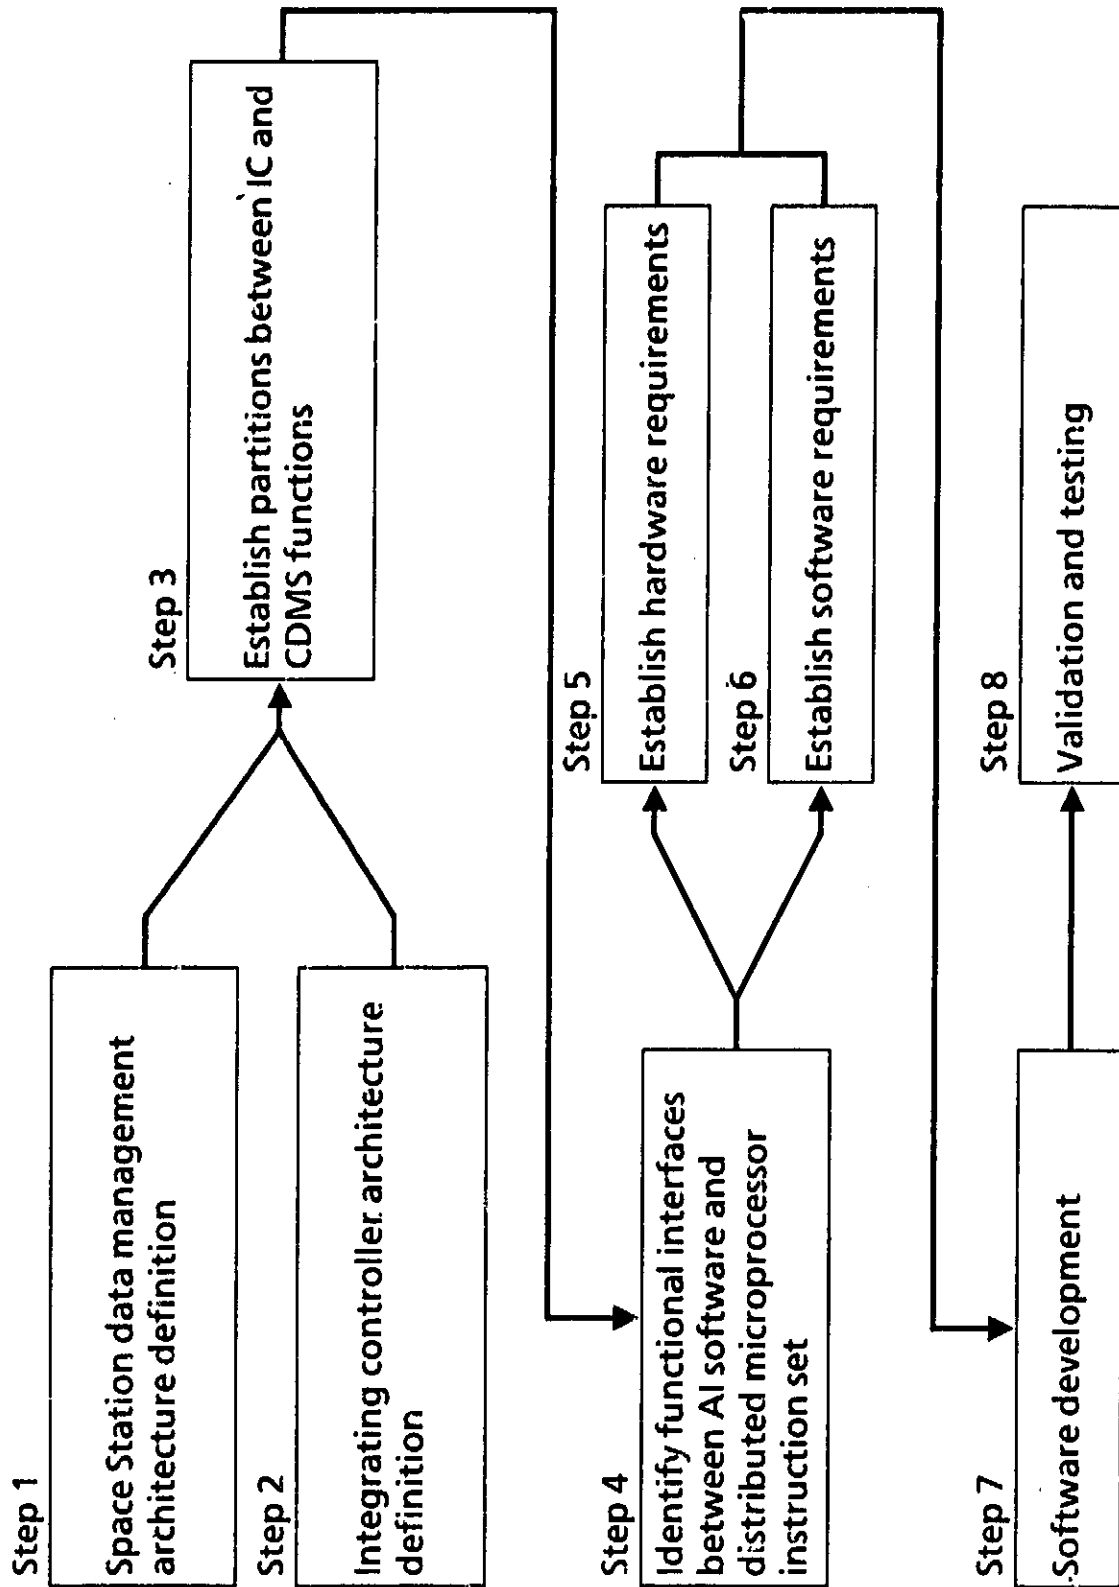 Step 1
Space Station data management
architecture definition
Step 2
Integrating controller architecture
definition
Step 3
Establish partitions between IC and
CDMS functions
Step 4
Identify functional interfaces
between AI software and
distributed microprocessor
instruction set
Step 5
Establish hardware requirements
Step 6
Establish software requirements
Step 7
Software development
Step 8
Validation and testing